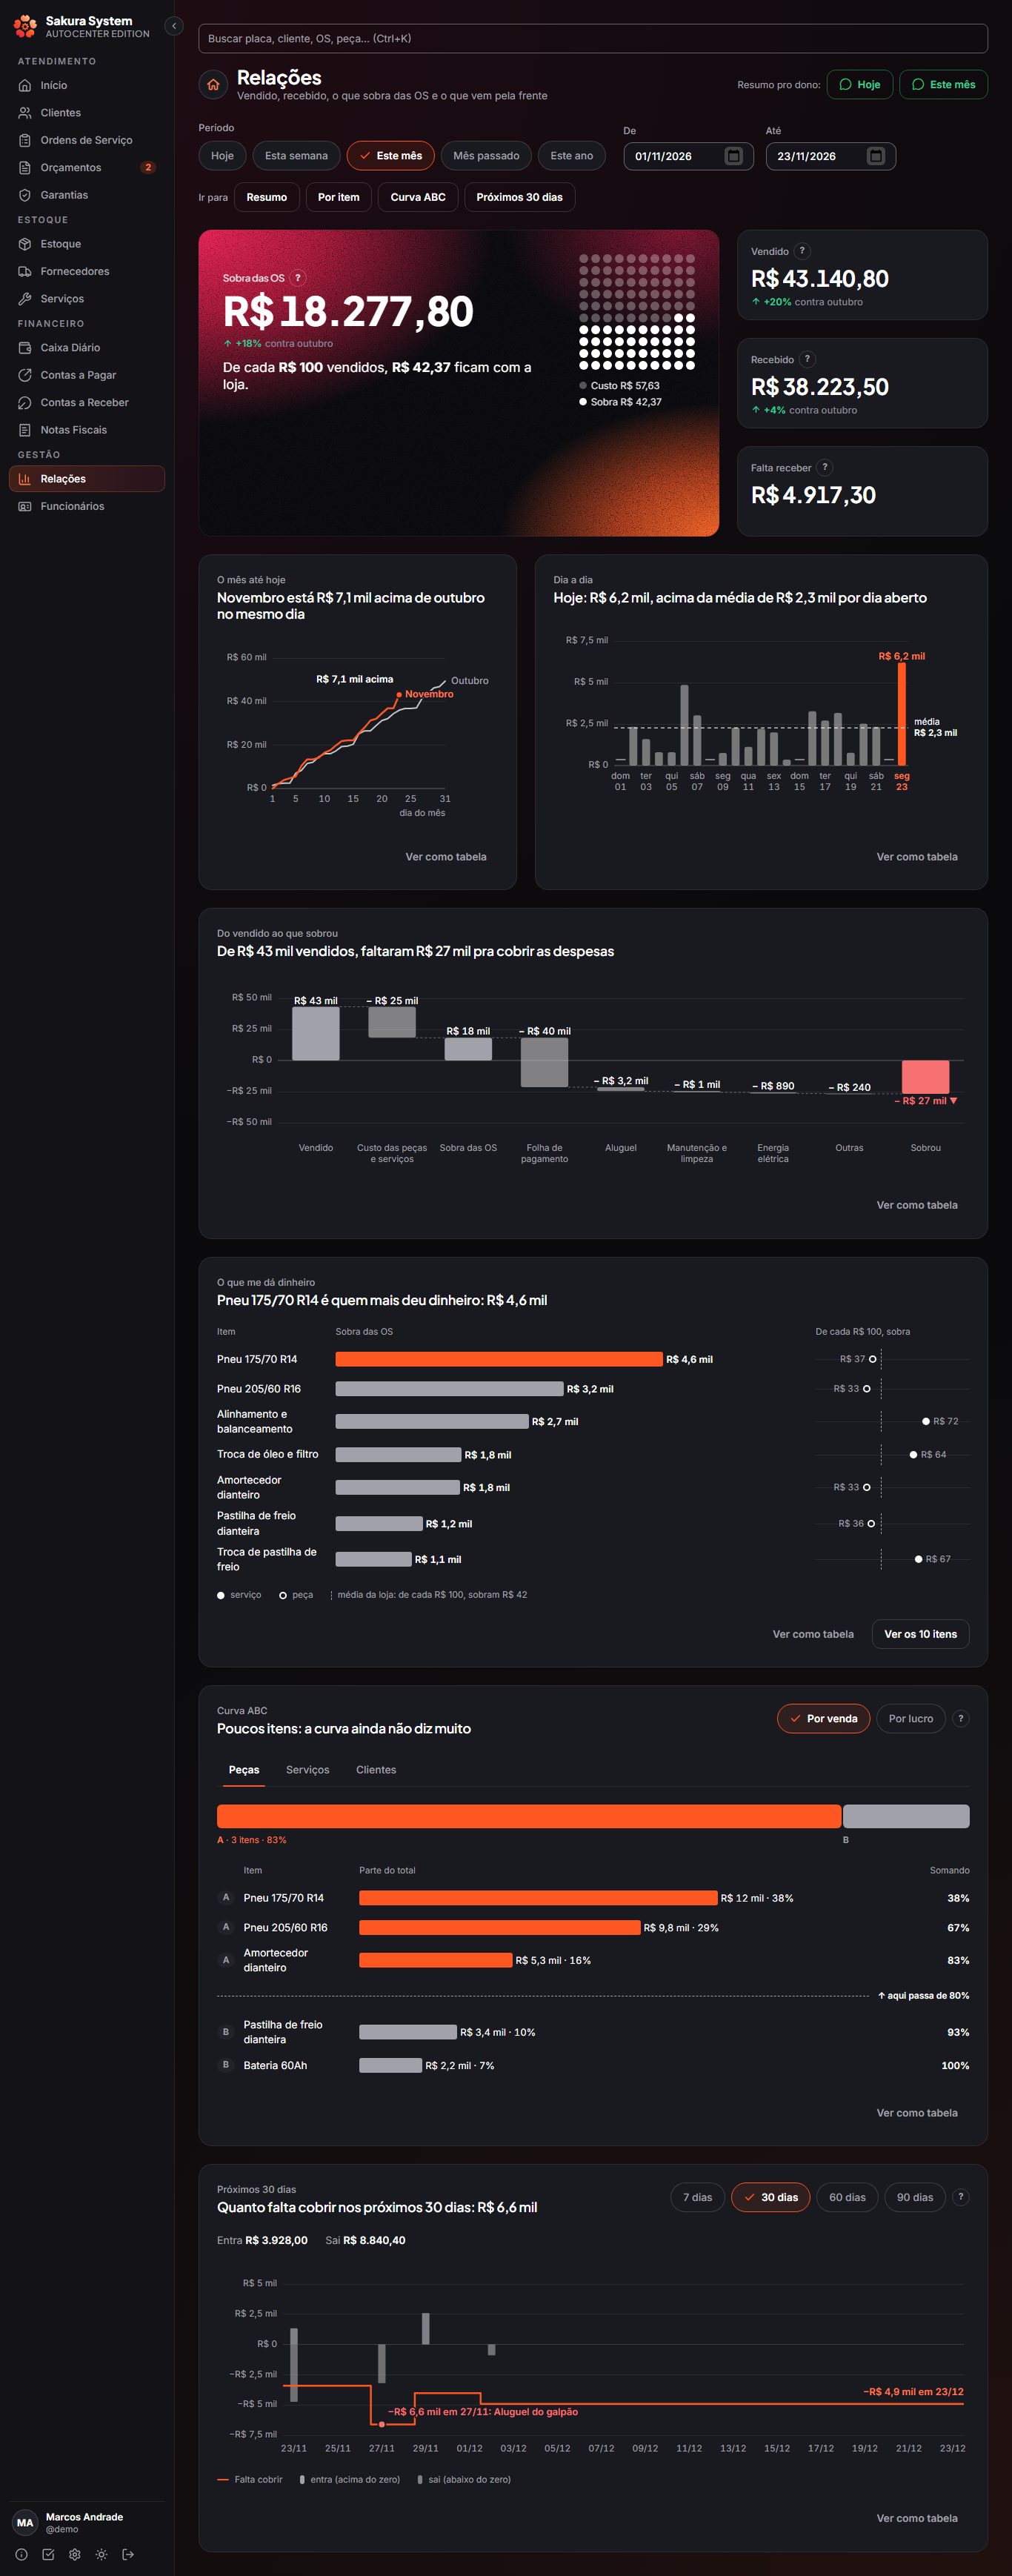 Sakura System
AUTOCENTER EDITION
ATENDIMENTO
Início
Clientes
Ordens de Serviço
Orçamentos 2
Garantias
ESTOQUE
Estoque
Fornecedores
Serviços
FINANCEIRO
Caixa Diário
Contas a Pagar
Contas a Receber
Notas Fiscais
GESTÃO
Relações
Funcionários
MA
Marcos Andrade
@demo
Buscar placa, cliente, OS, peça... (Ctrl+K)
Relações
Vendido, recebido, o que sobra das OS e o que vem pela frente
Resumo pro dono: Hoje Este mês
Período
Hoje Esta semana Este mês Mês passado Este ano
De
01/11/2026
Até
23/11/2026
Ir para Resumo Por item Curva ABC Próximos 30 dias
Sobra das OS ?
R$ 18.277,80
↑ +18% contra outubro
De cada R$ 100 vendidos, R$ 42,37 ficam com a
loja.
Custo R$ 57,63
Sobra R$ 42,37
Vendido ?
R$ 43.140,80
↑ +20% contra outubro
Recebido ?
R$ 38.223,50
↑ +4% contra outubro
Falta receber ?
R$ 4.917,30
O mês até hoje
Novembro está R$ 7,1 mil acima de outubro
no mesmo dia
R$ 60 mil
R$ 40 mil
R$ 20 mil
R$ 0
R$ 7,1 mil acima
Outubro
Novembro
1 5 10 15 20 25 31
dia do mês
Ver como tabela
Dia a dia
Hoje: R$ 6,2 mil, acima da média de R$ 2,3 mil por dia aberto
R$ 7,5 mil
R$ 5 mil
R$ 2,5 mil
R$ 0
R$ 6,2 mil
média
R$ 2,3 mil
dom ter qui sáb seg qua sex dom ter qui sáb seg
01 03 05 07 09 11 13 15 17 19 21 23
Ver como tabela
Do vendido ao que sobrou
De R$ 43 mil vendidos, faltaram R$ 27 mil pra cobrir as despesas
R$ 50 mil
R$ 25 mil
R$ 0
−R$ 25 mil
−R$ 50 mil
R$ 43 mil
− R$ 25 mil
R$ 18 mil
− R$ 40 mil
− R$ 3,2 mil
− R$ 1 mil
− R$ 890
− R$ 240
− R$ 27 mil ▼
Vendido
Custo das peças
e serviços
Sobra das OS
Folha de
pagamento
Aluguel
Manutenção e
limpeza
Energia
elétrica
Outras
Sobrou
Ver como tabela
O que me dá dinheiro
Pneu 175/70 R14 é quem mais deu dinheiro: R$ 4,6 mil
Item Sobra das OS De cada R$ 100, sobra
Pneu 175/70 R14 R$ 4,6 mil R$ 37
Pneu 205/60 R16 R$ 3,2 mil R$ 33
Alinhamento e
balanceamento R$ 2,7 mil R$ 72
Troca de óleo e filtro R$ 1,8 mil R$ 64
Amortecedor
dianteiro R$ 1,8 mil R$ 33
Pastilha de freio
dianteira R$ 1,2 mil R$ 36
Troca de pastilha de
freio R$ 1,1 mil R$ 67
serviço peça média da loja: de cada R$ 100, sobram R$ 42
Ver como tabela Ver os 10 itens
Curva ABC
Poucos itens: a curva ainda não diz muito
Por venda Por lucro ?
Peças Serviços Clientes
A · 3 itens · 83% B
Item Parte do total Somando
A Pneu 175/70 R14 R$ 12 mil · 38% 38%
A Pneu 205/60 R16 R$ 9,8 mil · 29% 67%
A Amortecedor
dianteiro R$ 5,3 mil · 16% 83%
↑ aqui passa de 80%
B Pastilha de freio
dianteira R$ 3,4 mil · 10% 93%
B Bateria 60Ah R$ 2,2 mil · 7% 100%
Ver como tabela
Próximos 30 dias
Quanto falta cobrir nos próximos 30 dias: R$ 6,6 mil
7 dias 30 dias 60 dias 90 dias ?
Entra R$ 3.928,00 Sai R$ 8.840,40
R$ 5 mil
R$ 2,5 mil
R$ 0
−R$ 2,5 mil
−R$ 5 mil
−R$ 7,5 mil
−R$ 4,9 mil em 23/12
−R$ 6,6 mil em 27/11: Aluguel do galpão
23/11 25/11 27/11 29/11 01/12 03/12 05/12 07/12 09/12 11/12 13/12 15/12 17/12 19/12 21/12 23/12
Falta cobrir entra (acima do zero) sai (abaixo do zero)
Ver como tabela